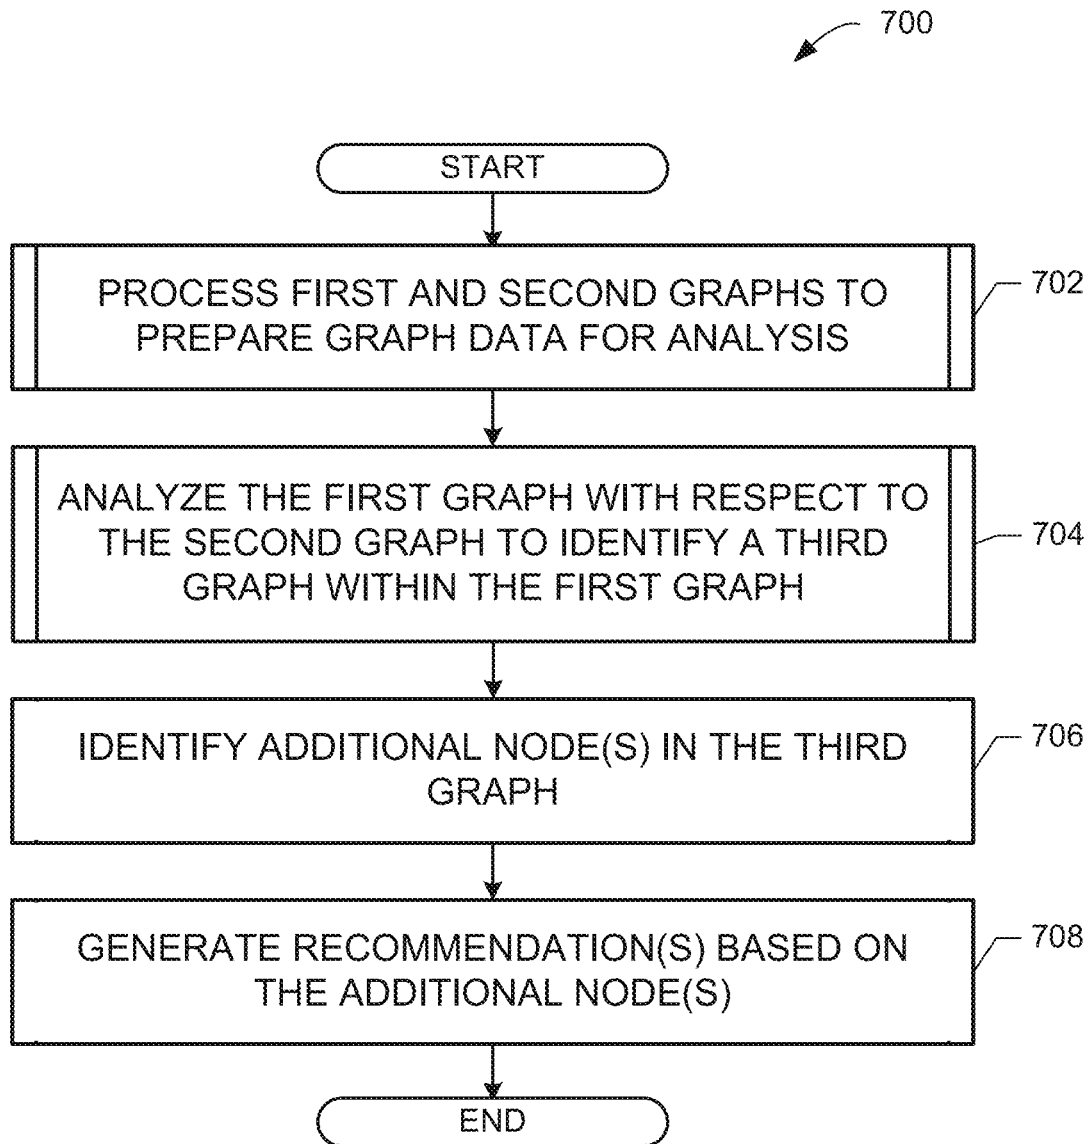 700
START
PROCESS FIRST AND SECOND GRAPHS TO
PREPARE GRAPH DATA FOR ANALYSIS
702
ANALYZE THE FIRST GRAPH WITH RESPECT TO
THE SECOND GRAPH TO IDENTIFY A THIRD
GRAPH WITHIN THE FIRST GRAPH
704
IDENTIFY ADDITIONAL NODE(S) IN THE THIRD
GRAPH
706
GENERATE RECOMMENDATION(S) BASED ON
THE ADDITIONAL NODE(S)
708
END